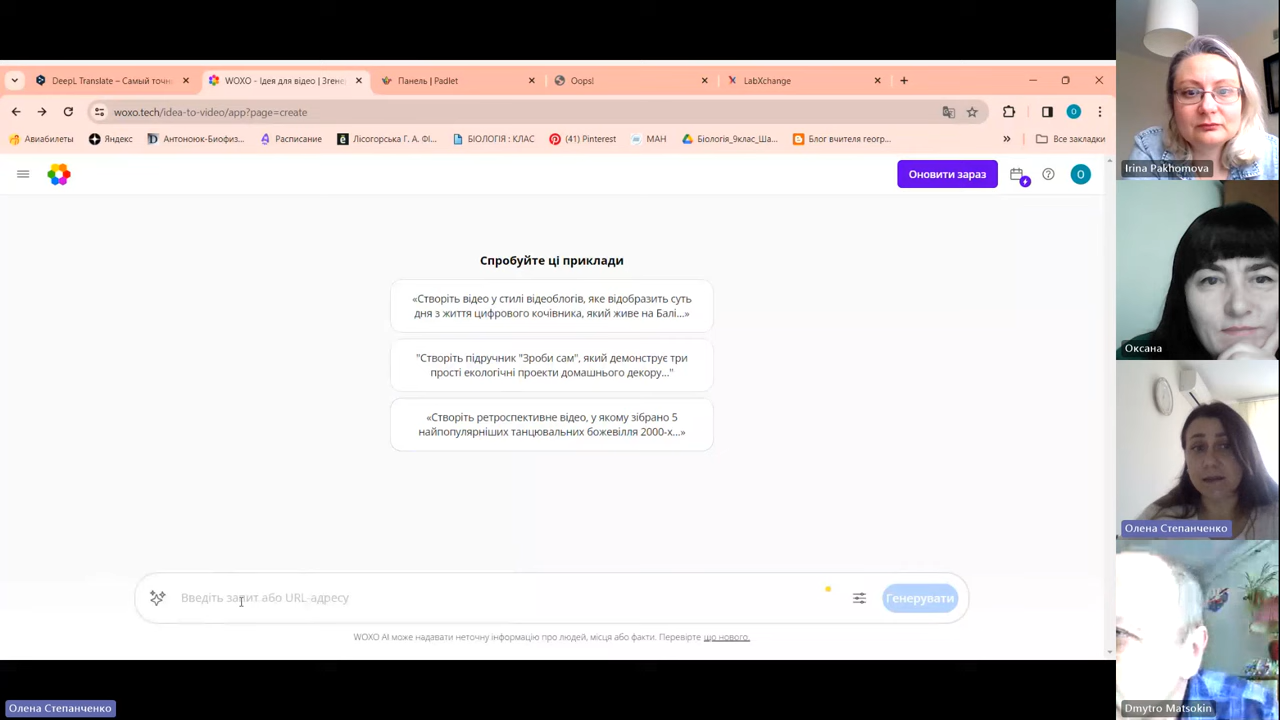 DeepL Translate – Самый точн
WOXO - Ідея для відео | Згене
Панель | Padlet
Oops!
LabXchange
woxo.tech/idea-to-video/app?page=create
Авиабилеты
Яндекс
Антонюк-Биофиз...
Расписание
Лісогорська Г. А. ФІ...
БІОЛОГІЯ : КЛАС
(41) Pinterest
МАН
Біологія_9клас_Ша...
Блог вчителя геогр...
»
Все закладки
Оновити зараз
O
Спробуйте ці приклади
«Створіть відео у стилі відеоблогів, яке відобразить суть
дня з життя цифрового кочівника, який живе на Балі...»
"Створіть підручник "Зроби сам", який демонструє три
прості екологічні проекти домашнього декору..."
«Створіть ретроспективне відео, у якому зібрано 5
найпопулярніших танцювальних божевілля 2000-х...»
Введіть запит або URL-адресу
Генерувати
WOXO AI може надавати неточну інформацію про людей, місця або факти. Перевірте що нового.
Irina Pakhomova
Оксана
Олена Степанченко
Dmytro Matsokin
Олена Степанченко